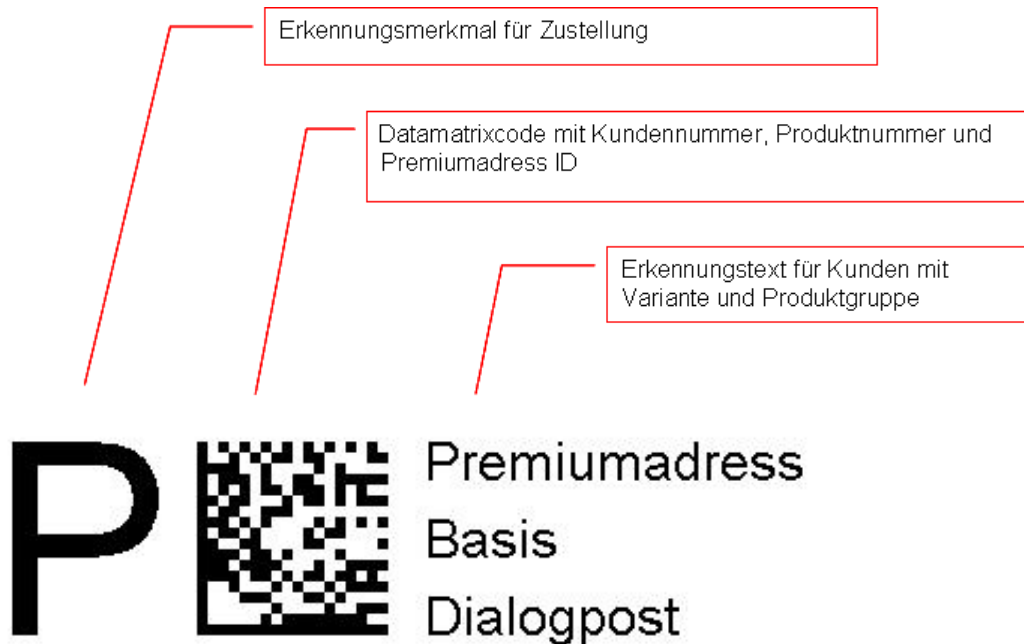 Erkennungsmerkmal für Zustellung
Datamatrixcode mit Kundennummer, Produktnummer und
Premiumadress ID
Erkennungstext für Kunden mit
Variante und Produktgruppe
P
Premiumadress
Basis
Dialogpost